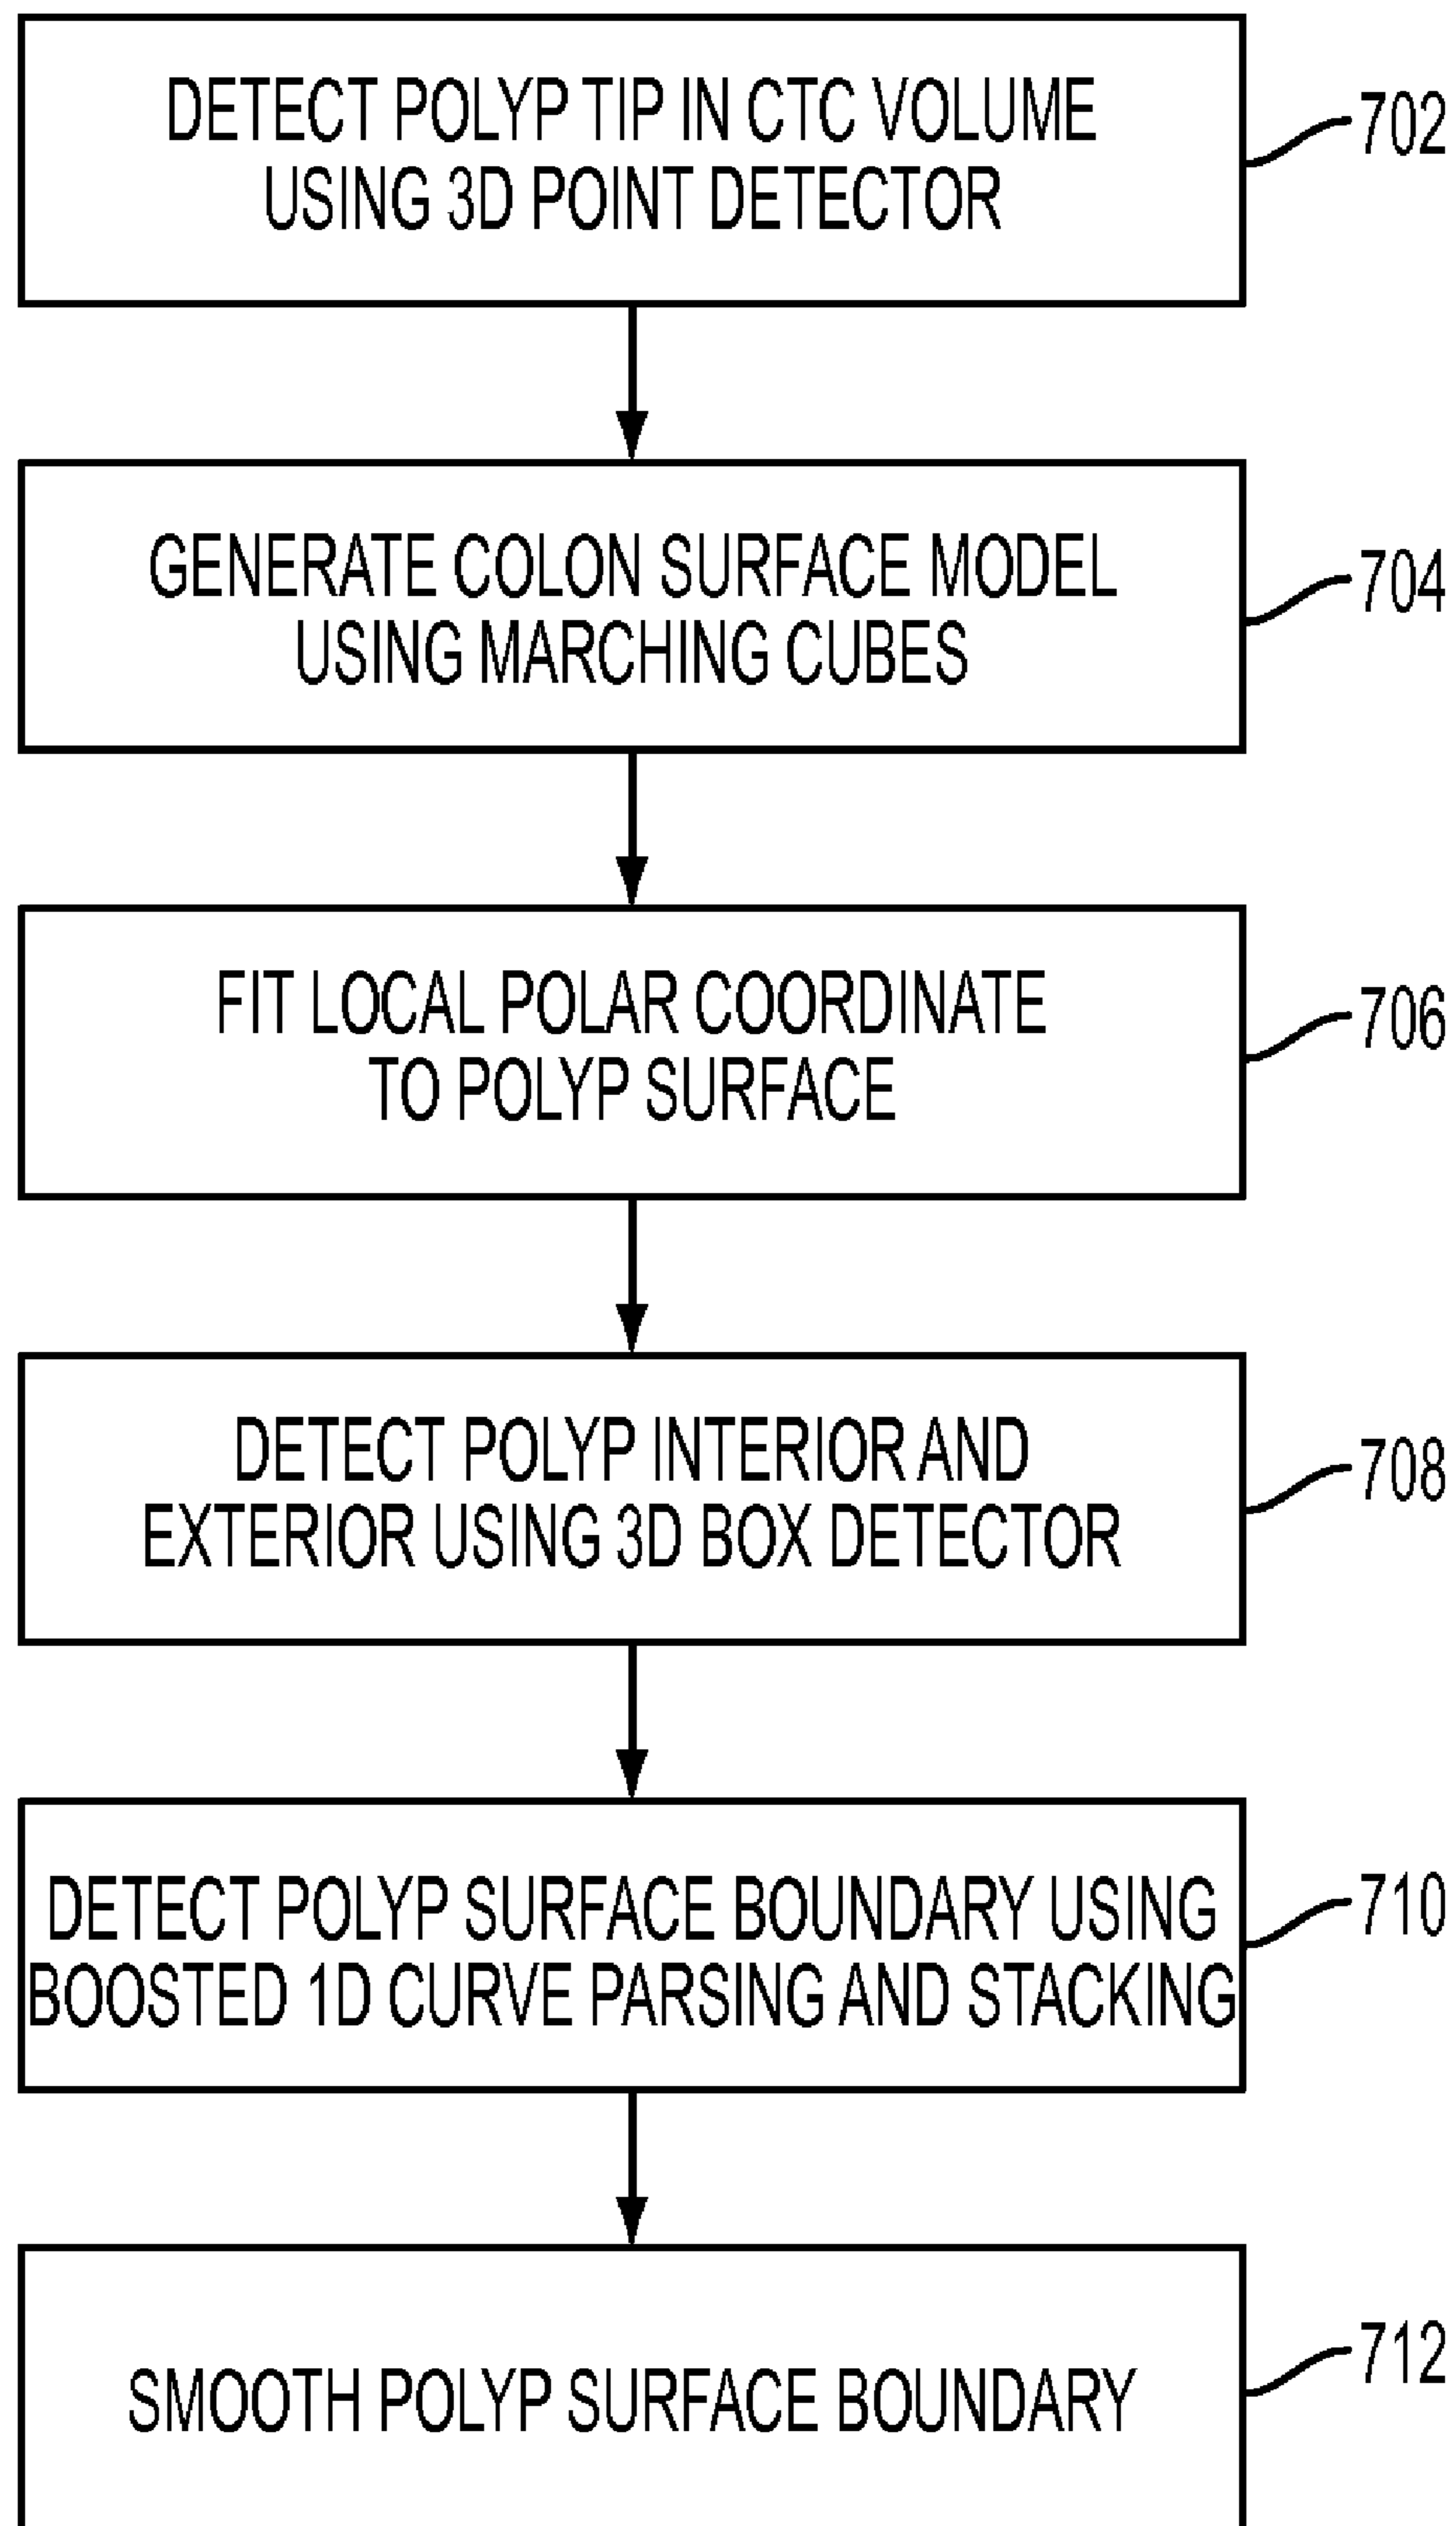 DETECT POLYP TIP IN CTC VOLUME
USING 3D POINT DETECTOR
702
GENERATE COLON SURFACE MODEL
USING MARCHING CUBES
704
FIT LOCAL POLAR COORDINATE
TO POLYP SURFACE
706
DETECT POLYP INTERIOR AND
EXTERIOR USING 3D BOX DETECTOR
708
DETECT POLYP SURFACE BOUNDARY USING
BOOSTED 1D CURVE PARSING AND STACKING
710
SMOOTH POLYP SURFACE BOUNDARY
712